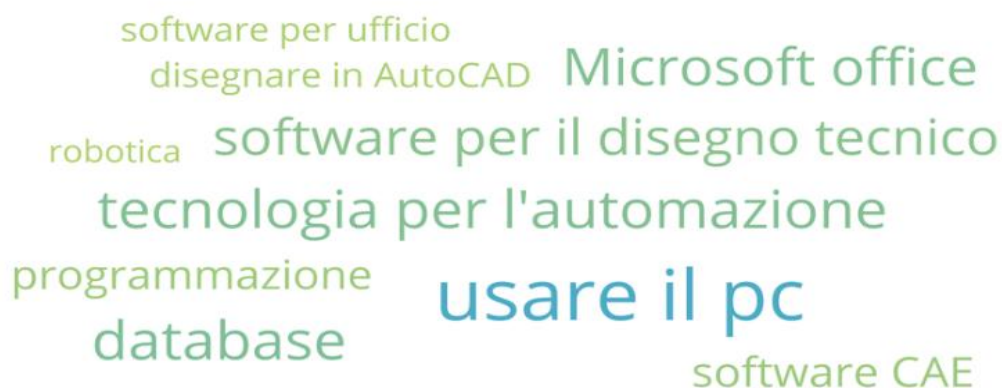 software per ufficio
disegnare in AutoCAD
Microsoft office
robotica
software per il disegno tecnico
tecnologia per l'automazione
programmazione
usare il pc
database
software CAE